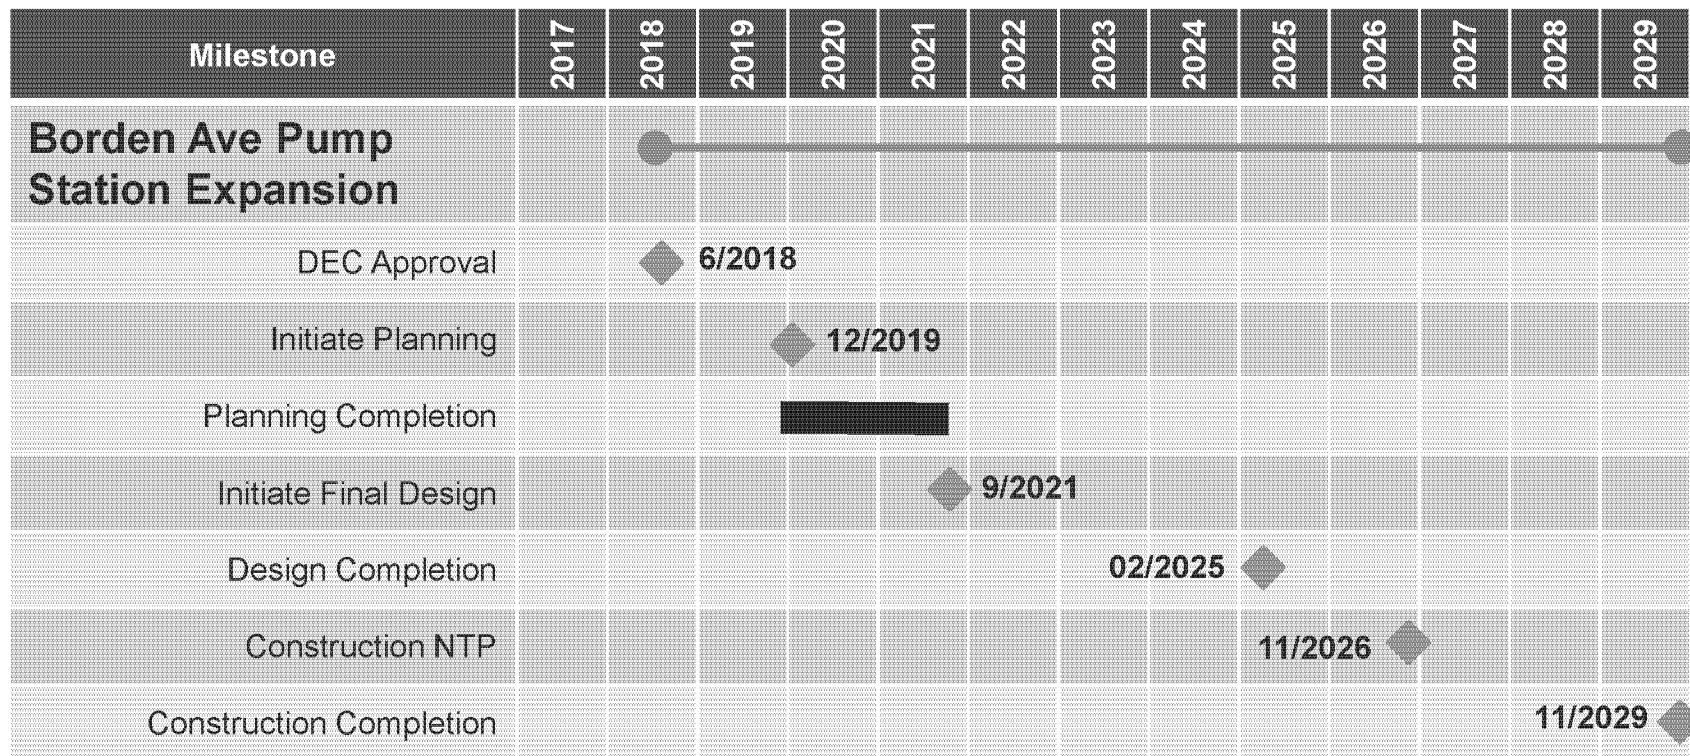 Milestone 2017 2018 2019 2020 2021 2022 2023 2024 2025 2026 2027 2028 2029
Borden Ave Pump
Station Expansion
DEC Approval 6/2018
Initiate Planning 12/2019
Planning Completion
Initiate Final Design 9/2021
Design Completion 02/2025
Construction NTP 11/2026
Construction Completion 11/2029